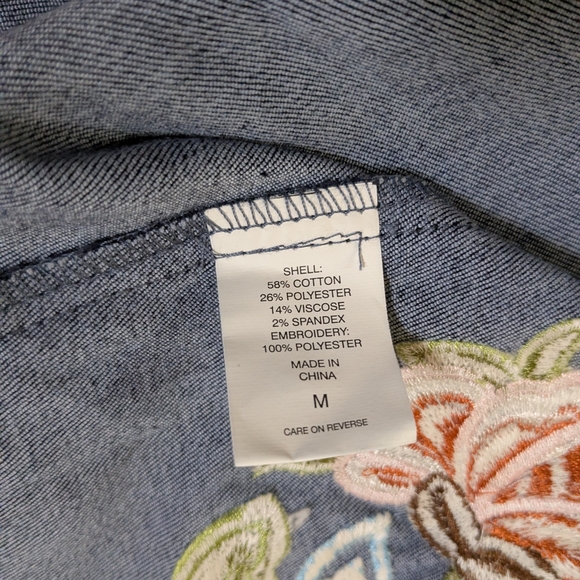 SHELL:
58% COTTON
26% POLYESTER
14% VISCOSE
2% SPANDEX
EMBROIDERY:
100% POLYESTER
MADE IN
CHINA
M
CARE ON REVERSE